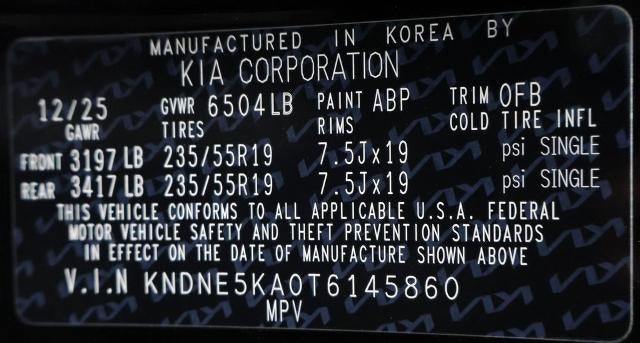 MANUFACTURED IN KOREA BY
KIA CORPORATION
12/25 GVWR 6504LB PAINT ABP TRIM OFB
GAWR TIRES RIMS COLD TIRE INFL
FRONT 3197 LB 235/55R19 7.5Jx19 psi SINGLE
REAR 3417 LB 235/55R19 7.5Jx19 psi SINGLE
THIS VEHICLE CONFORMS TO ALL APPLICABLE U.S.A. FEDERAL
MOTOR VEHICLE SAFETY AND THEFT PREVENTION STANDARDS
IN EFFECT ON THE DATE OF MANUFACTURE SHOWN ABOVE
V.I.N KNDNE5KA0T6145860
MPV